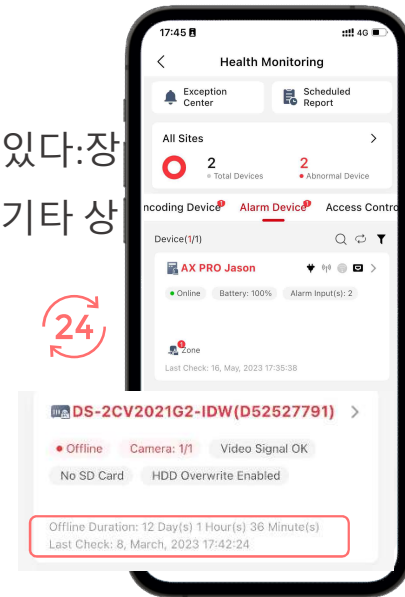 17:45
4G
Health Monitoring
Exception Center
Scheduled Report
All Sites
2
Total Devices
2
Abnormal Device
있다:장
기타 상
ncoding Device
Alarm Device
Access Contro
Device(1/1)
AX PRO Jason
Online
Battery: 100%
Alarm Input(s): 2
24
1
Zone
Last Check: 16, May, 2023 17:35:38
DS-2CV2021G2-IDW(D52527791)
Offline
Camera: 1/1
Video Signal OK
No SD Card
HDD Overwrite Enabled
Offline Duration: 12 Day(s) 1 Hour(s) 36 Minute(s)
Last Check: 8, March, 2023 17:42:24